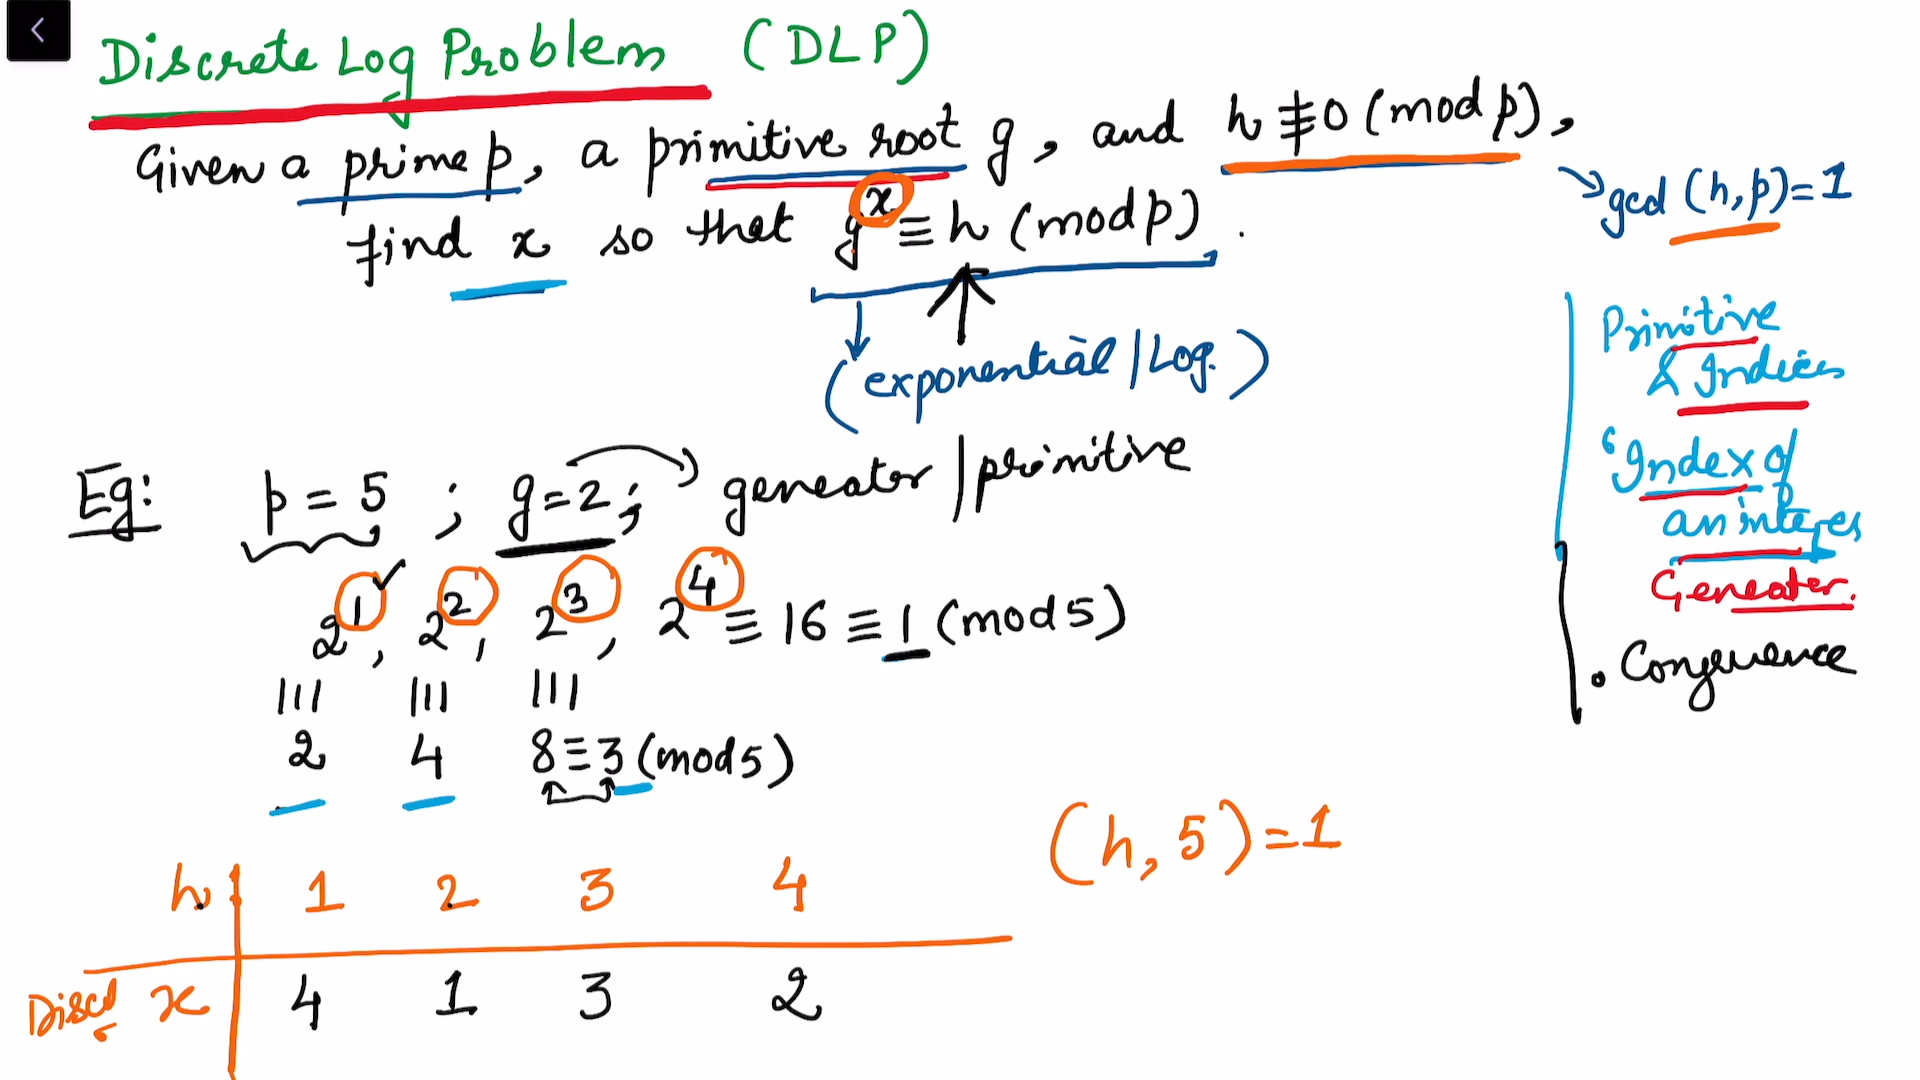 Discrete Log Problem (DLP)
Given a prime p, a primitive root g, and h ≢ 0 (mod p),
→ gcd (h, p) = 1
find x so that g^x ≡ h (mod p).
(exponential / Log.)
Primitive
& Indices
"Index of
an integer
Generator.
• Congruence
Eg: p = 5 ; g = 2 ; geneator / primitive
2^1, 2^2, 2^3, 2^4 ≡ 16 ≡ 1 (mod 5)
||| ||| |||
2 4 8 ≡ 3 (mod 5)
(h, 5) = 1
h 1 2 3 4
x 4 1 3 2